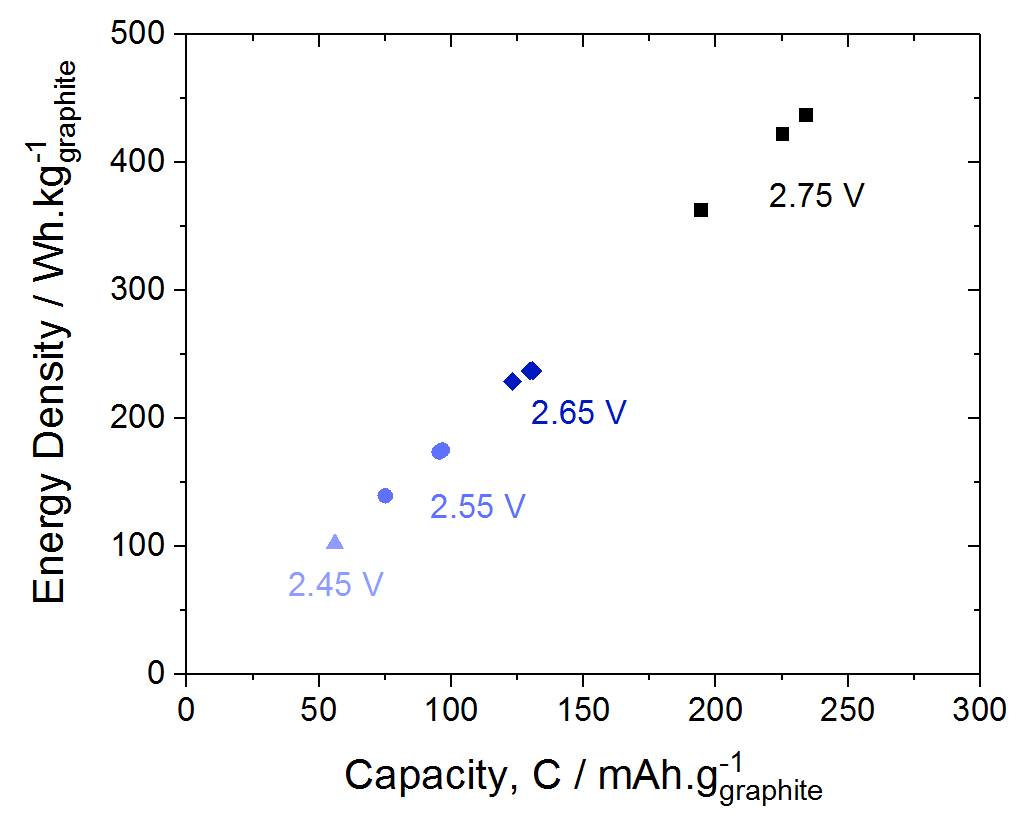 500
400
300
200
100
0
0 50 100 150 200 250 300
Energy Density / Wh.kg⁻¹graphite
Capacity, C / mAh.g⁻¹graphite
2.75 V
2.65 V
2.55 V
2.45 V